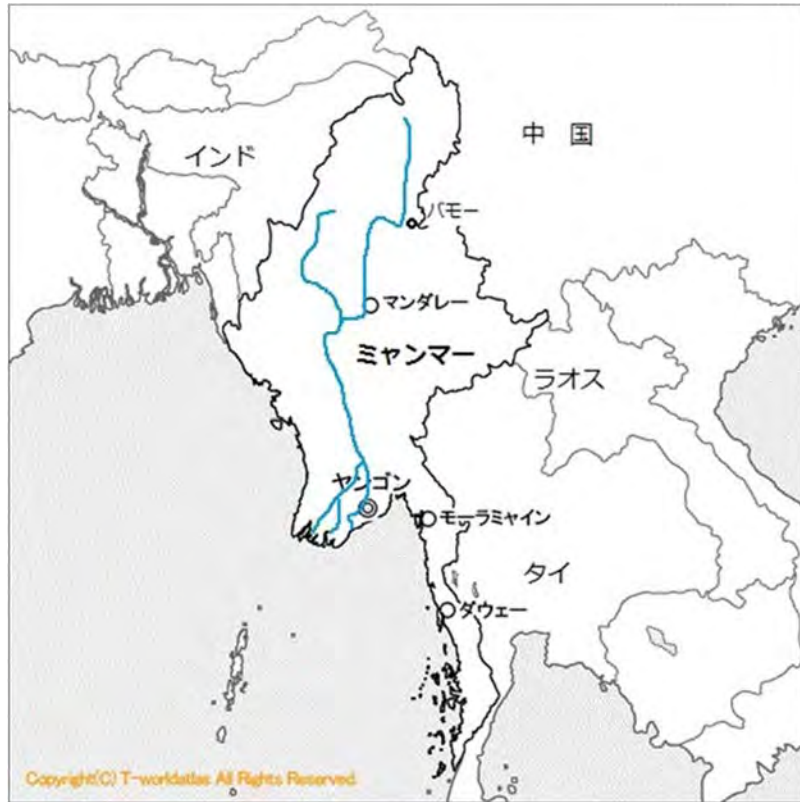 中 国
インド
バモー
マンダレー
ミャンマー
ラオス
ヤンゴン
モーラミャイン
タイ
ダウェー
Copyright(C) T-worldatlas All Rights Reserved.